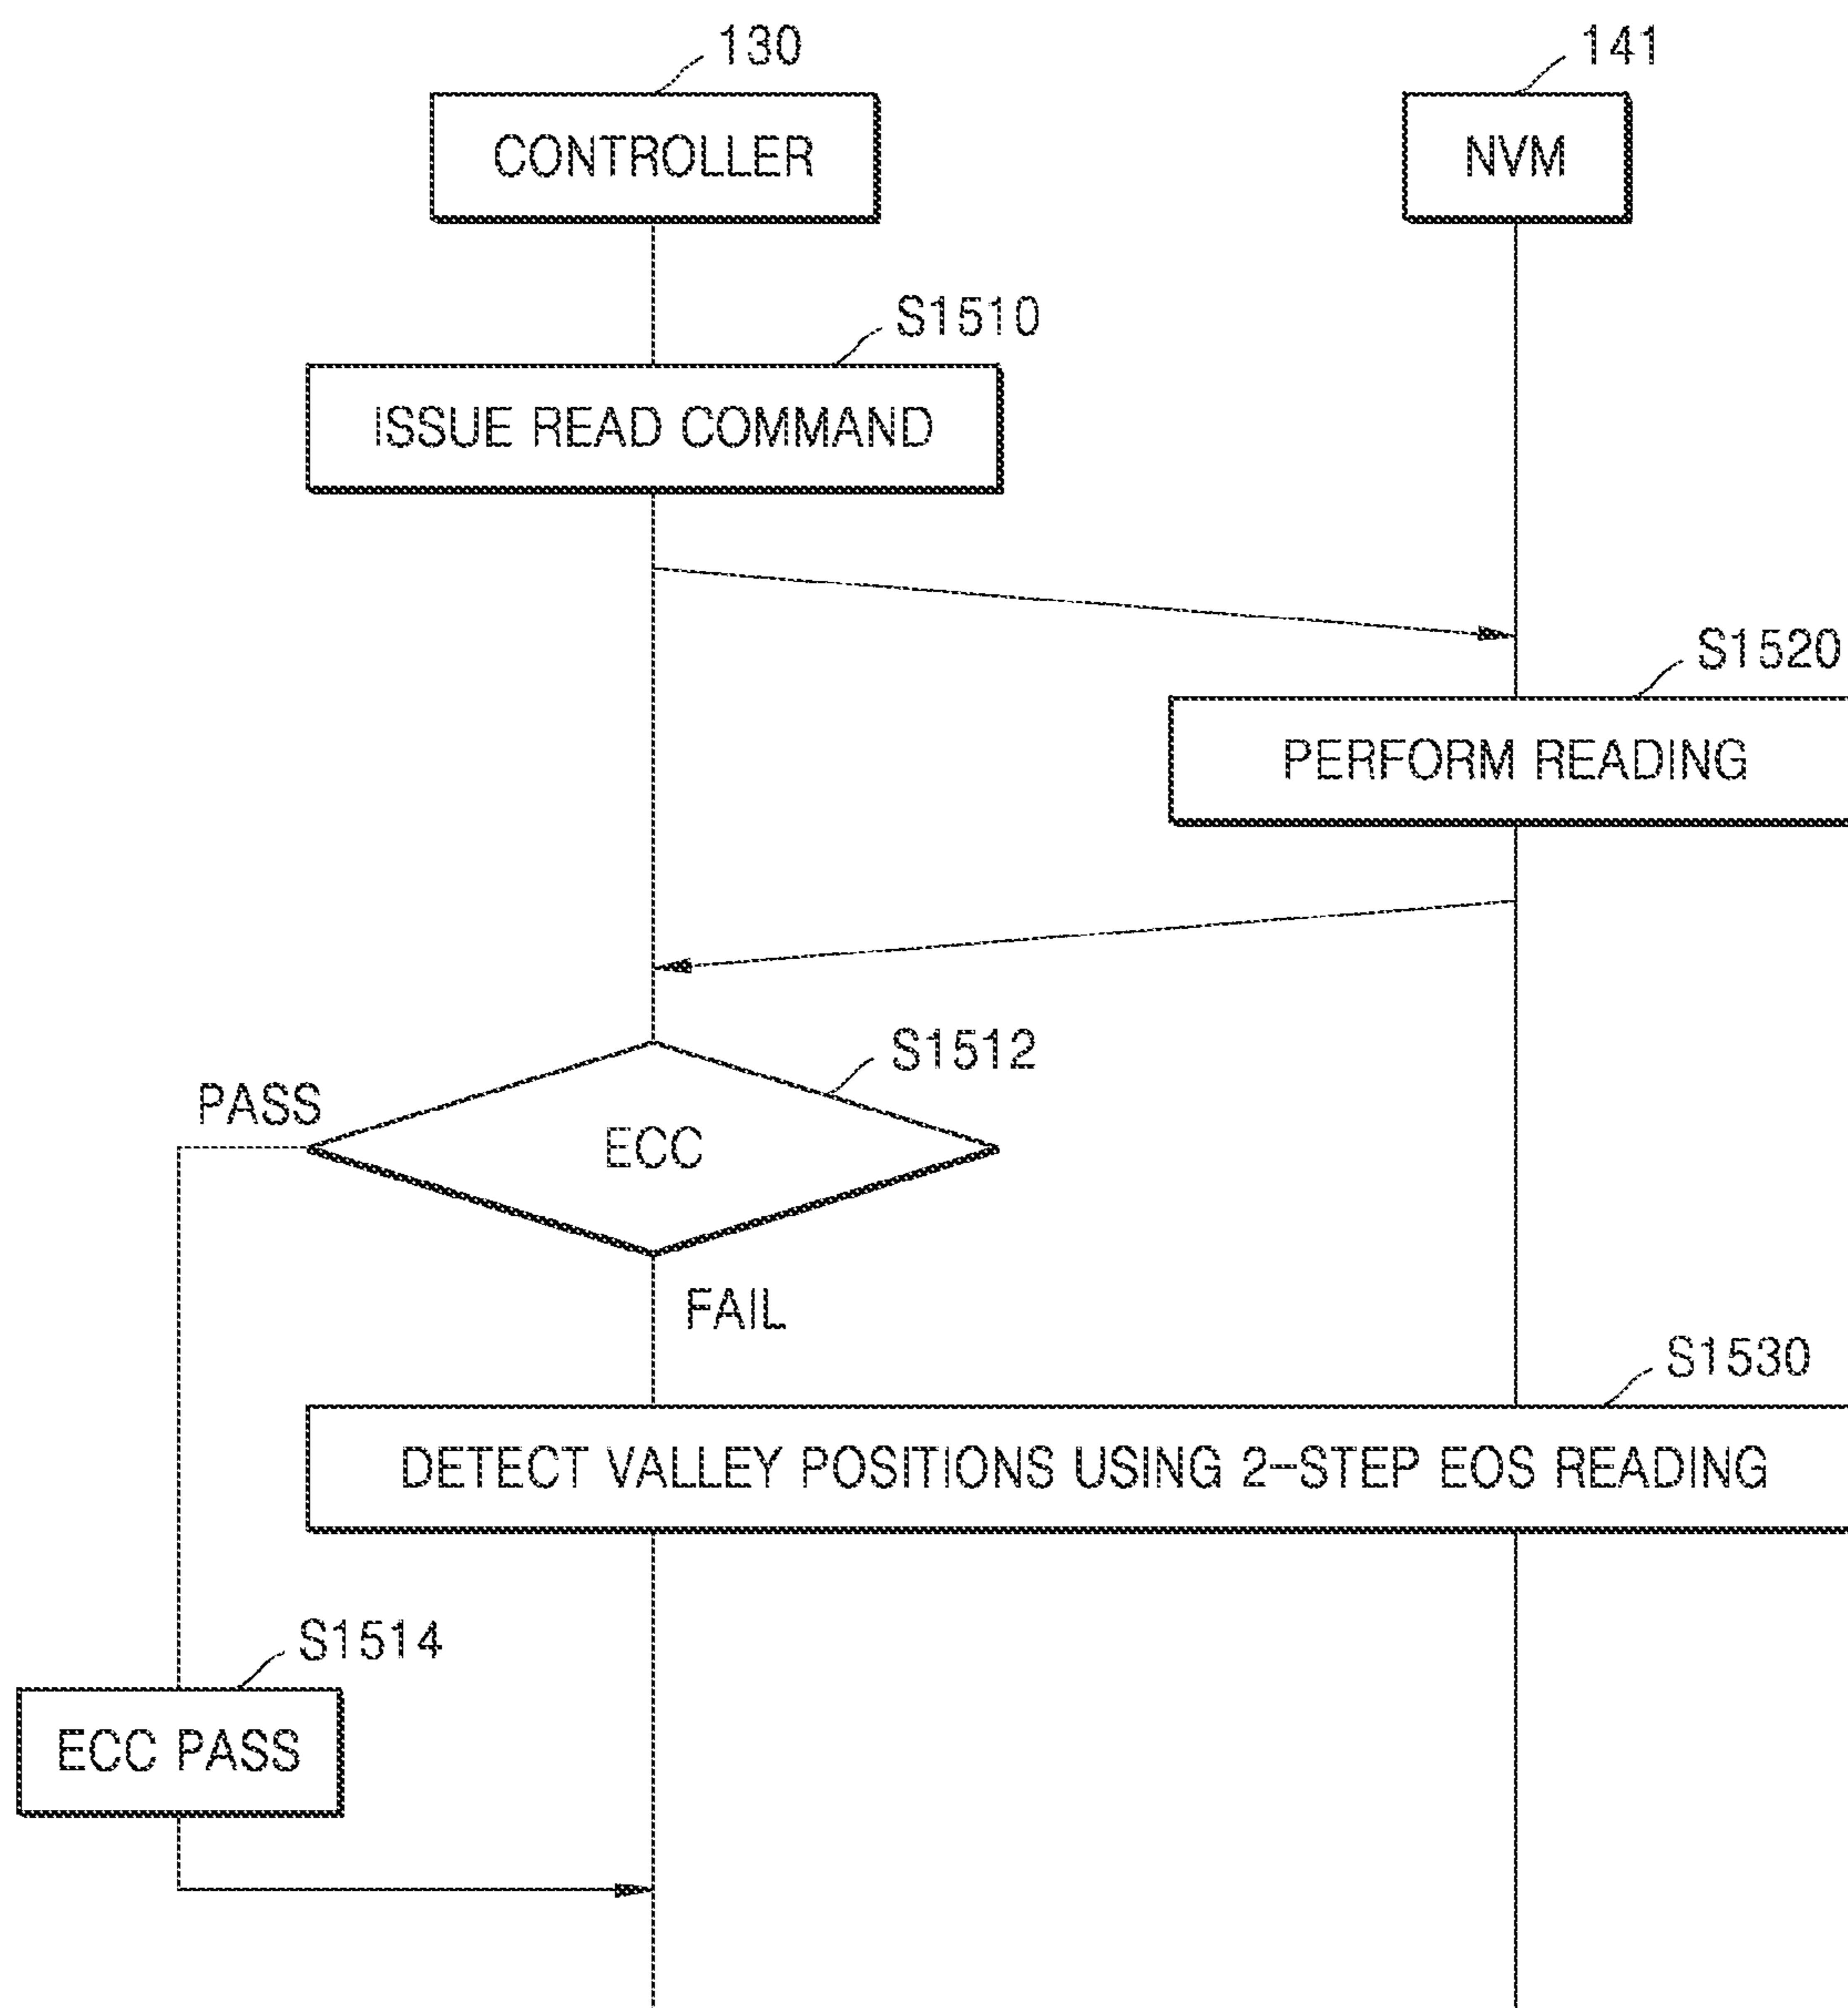 130
141
CONTROLLER
NVM
S1510
ISSUE READ COMMAND
S1520
PERFORM READING
S1512
PASS
ECC
FAIL
S1530
DETECT VALLEY POSITIONS USING 2-STEP EOS READING
S1514
ECC PASS